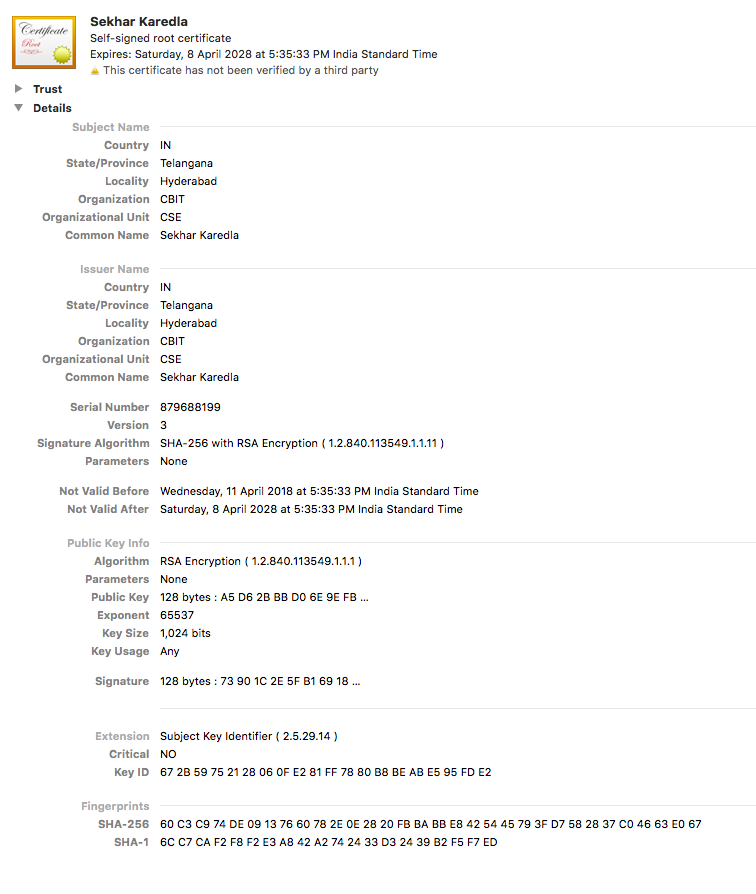 Certificate
Root
Sekhar Karedla
Self-signed root certificate
Expires: Saturday, 8 April 2028 at 5:35:33 PM India Standard Time
This certificate has not been verified by a third party
Trust
Details
Subject Name
Country IN
State/Province Telangana
Locality Hyderabad
Organization CBIT
Organizational Unit CSE
Common Name Sekhar Karedla
Issuer Name
Country IN
State/Province Telangana
Locality Hyderabad
Organization CBIT
Organizational Unit CSE
Common Name Sekhar Karedla
Serial Number 879688199
Version 3
Signature Algorithm SHA-256 with RSA Encryption ( 1.2.840.113549.1.1.11 )
Parameters None
Not Valid Before Wednesday, 11 April 2018 at 5:35:33 PM India Standard Time
Not Valid After Saturday, 8 April 2028 at 5:35:33 PM India Standard Time
Public Key Info
Algorithm RSA Encryption ( 1.2.840.113549.1.1.1 )
Parameters None
Public Key 128 bytes : A5 D6 2B BB D0 6E 9E FB ...
Exponent 65537
Key Size 1,024 bits
Key Usage Any
Signature 128 bytes : 73 90 1C 2E 5F B1 69 18 ...
Extension Subject Key Identifier ( 2.5.29.14 )
Critical NO
Key ID 67 2B 59 75 21 28 06 0F E2 81 FF 78 80 B8 BE AB E5 95 FD E2
Fingerprints
SHA-256 60 C3 C9 74 DE 09 13 76 60 78 2E 0E 28 20 FB BA BB E8 42 54 45 79 3F D7 58 28 37 C0 46 63 E0 67
SHA-1 6C C7 CA F2 F8 F2 E3 A8 42 A2 74 24 33 D3 24 39 B2 F5 F7 ED